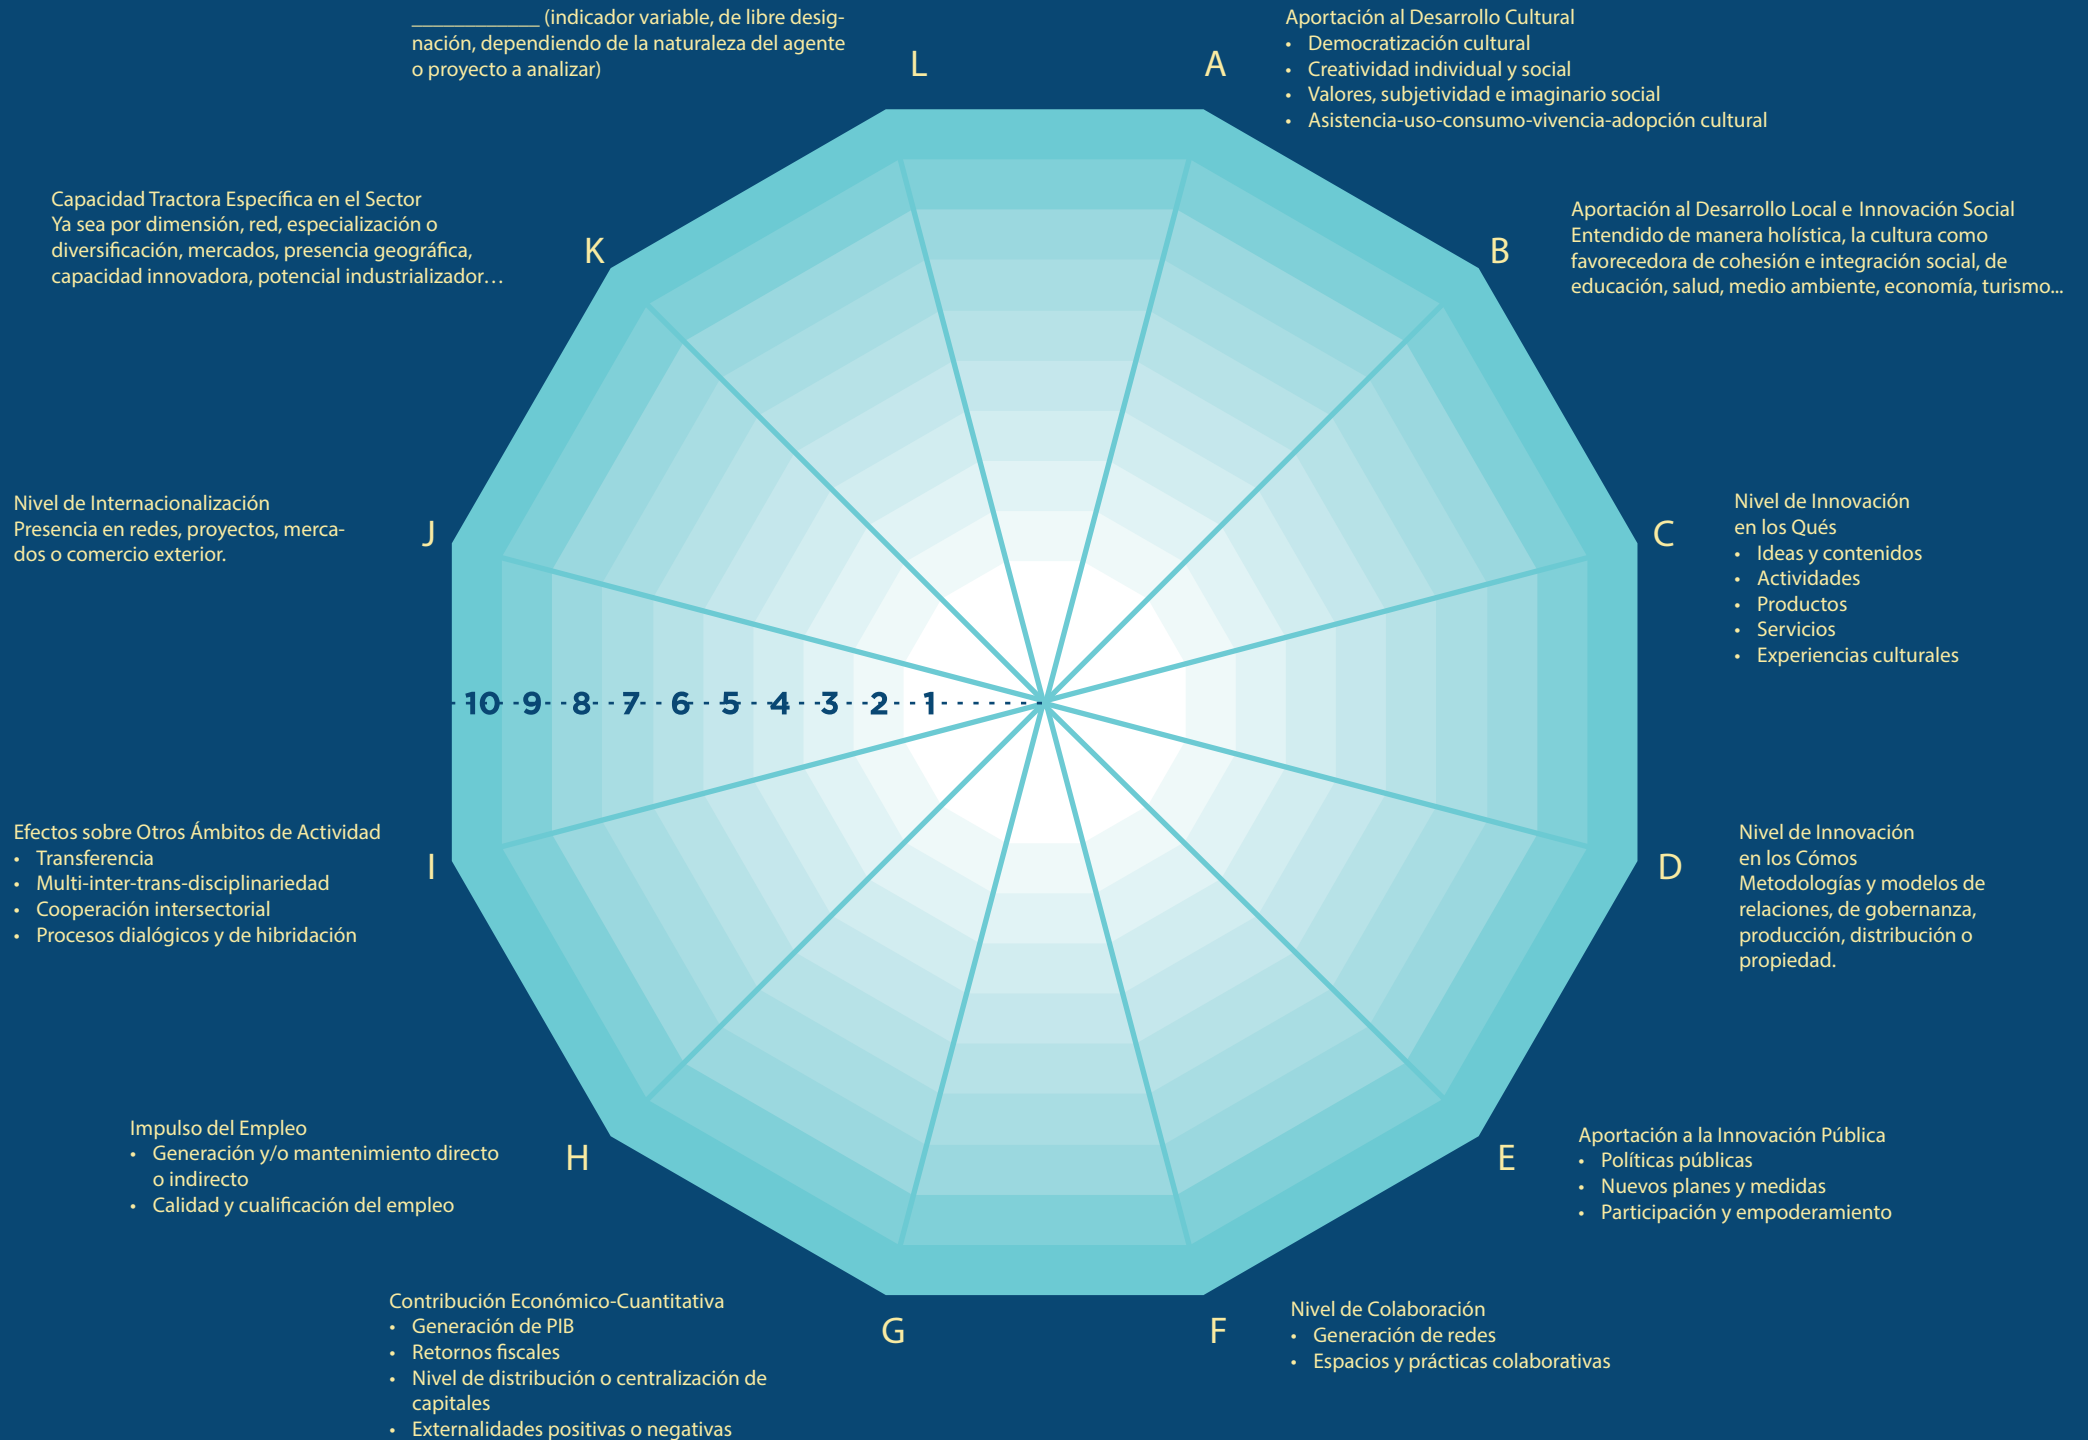 ____________ (indicador variable, de libre desig-
nación, dependiendo de la naturaleza del agente
o proyecto a analizar)
L
A
Aportación al Desarrollo Cultural
• Democratización cultural
• Creatividad individual y social
• Valores, subjetividad e imaginario social
• Asistencia-uso-consumo-vivencia-adopción cultural
B
Aportación al Desarrollo Local e Innovación Social
Entendido de manera holística, la cultura como
favorecedora de cohesión e integración social, de
educación, salud, medio ambiente, economía, turismo...
C
Nivel de Innovación
en los Qués
• Ideas y contenidos
• Actividades
• Productos
• Servicios
• Experiencias culturales
D
Nivel de Innovación
en los Cómos
Metodologías y modelos de
relaciones, de gobernanza,
producción, distribución o
propiedad.
E
Aportación a la Innovación Pública
• Políticas públicas
• Nuevos planes y medidas
• Participación y empoderamiento
F
Nivel de Colaboración
• Generación de redes
• Espacios y prácticas colaborativas
G
Contribución Económico-Cuantitativa
• Generación de PIB
• Retornos fiscales
• Nivel de distribución o centralización de
capitales
• Externalidades positivas o negativas
H
Impulso del Empleo
• Generación y/o mantenimiento directo
o indirecto
• Calidad y cualificación del empleo
I
Efectos sobre Otros Ámbitos de Actividad
• Transferencia
• Multi-inter-trans-disciplinariedad
• Cooperación intersectorial
• Procesos dialógicos y de hibridación
J
Nivel de Internacionalización
Presencia en redes, proyectos, merca-
dos o comercio exterior.
K
Capacidad Tractora Específica en el Sector
Ya sea por dimensión, red, especialización o
diversificación, mercados, presencia geográfica,
capacidad innovadora, potencial industrializador…
10 9 8 7 6 5 4 3 2 1